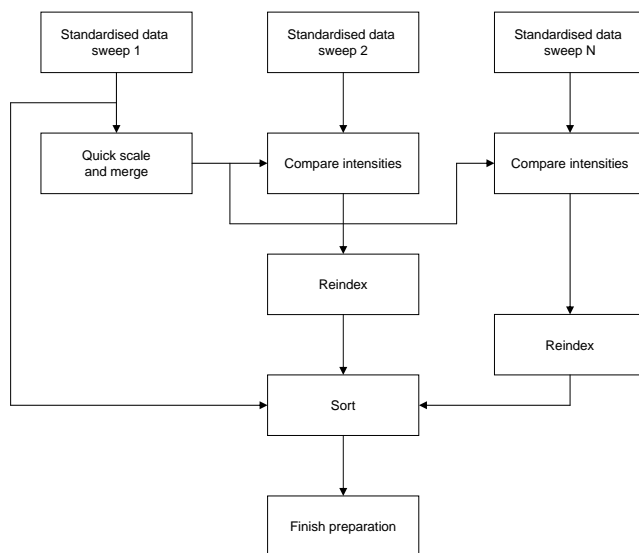 Standardised data
sweep 1
Standardised data
sweep 2
Standardised data
sweep N
Quick scale
and merge
Compare intensities
Compare intensities
Reindex
Reindex
Sort
Finish preparation